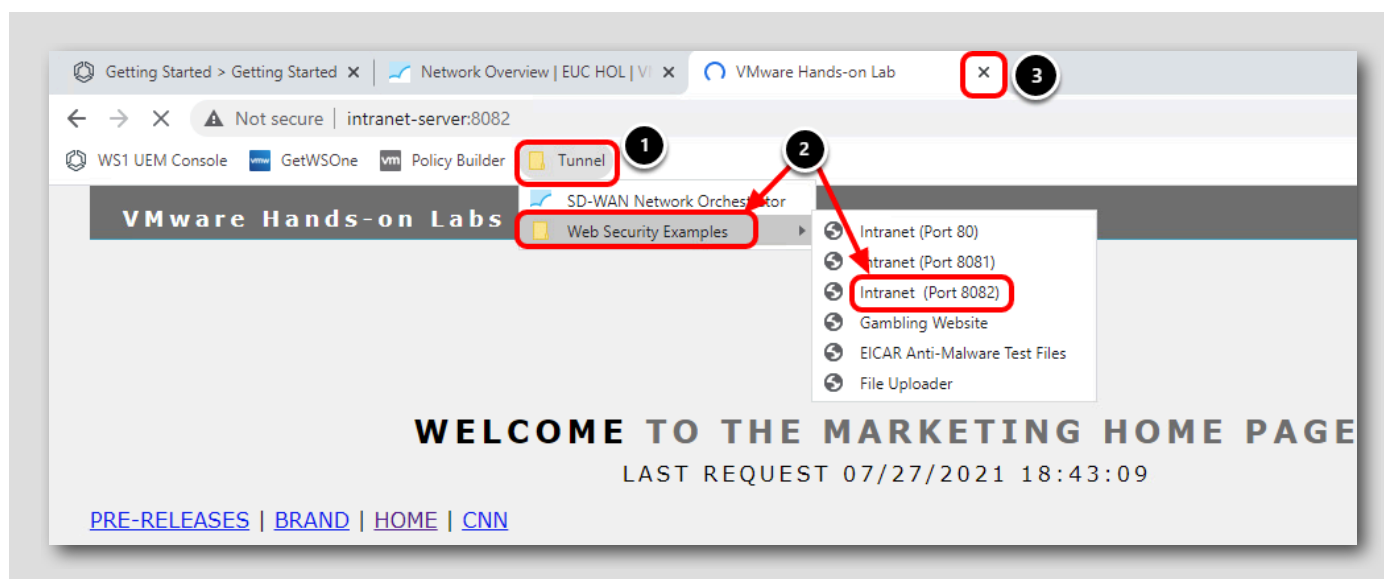 Getting Started > Getting Started
Network Overview | EUC HOL | V
VMware Hands-on Lab
3
Not secure | intranet-server:8082
WS1 UEM Console
vmw
GetWSOne
vm
Policy Builder
Tunnel
1
2
VMware Hands-on Labs
SD-WAN Network Orchestrator
Web Security Examples
Intranet (Port 80)
Intranet (Port 8081)
Intranet (Port 8082)
Gambling Website
EICAR Anti-Malware Test Files
File Uploader
WELCOME TO THE MARKETING HOME PAGE
LAST REQUEST 07/27/2021 18:43:09
PRE-RELEASES | BRAND | HOME | CNN